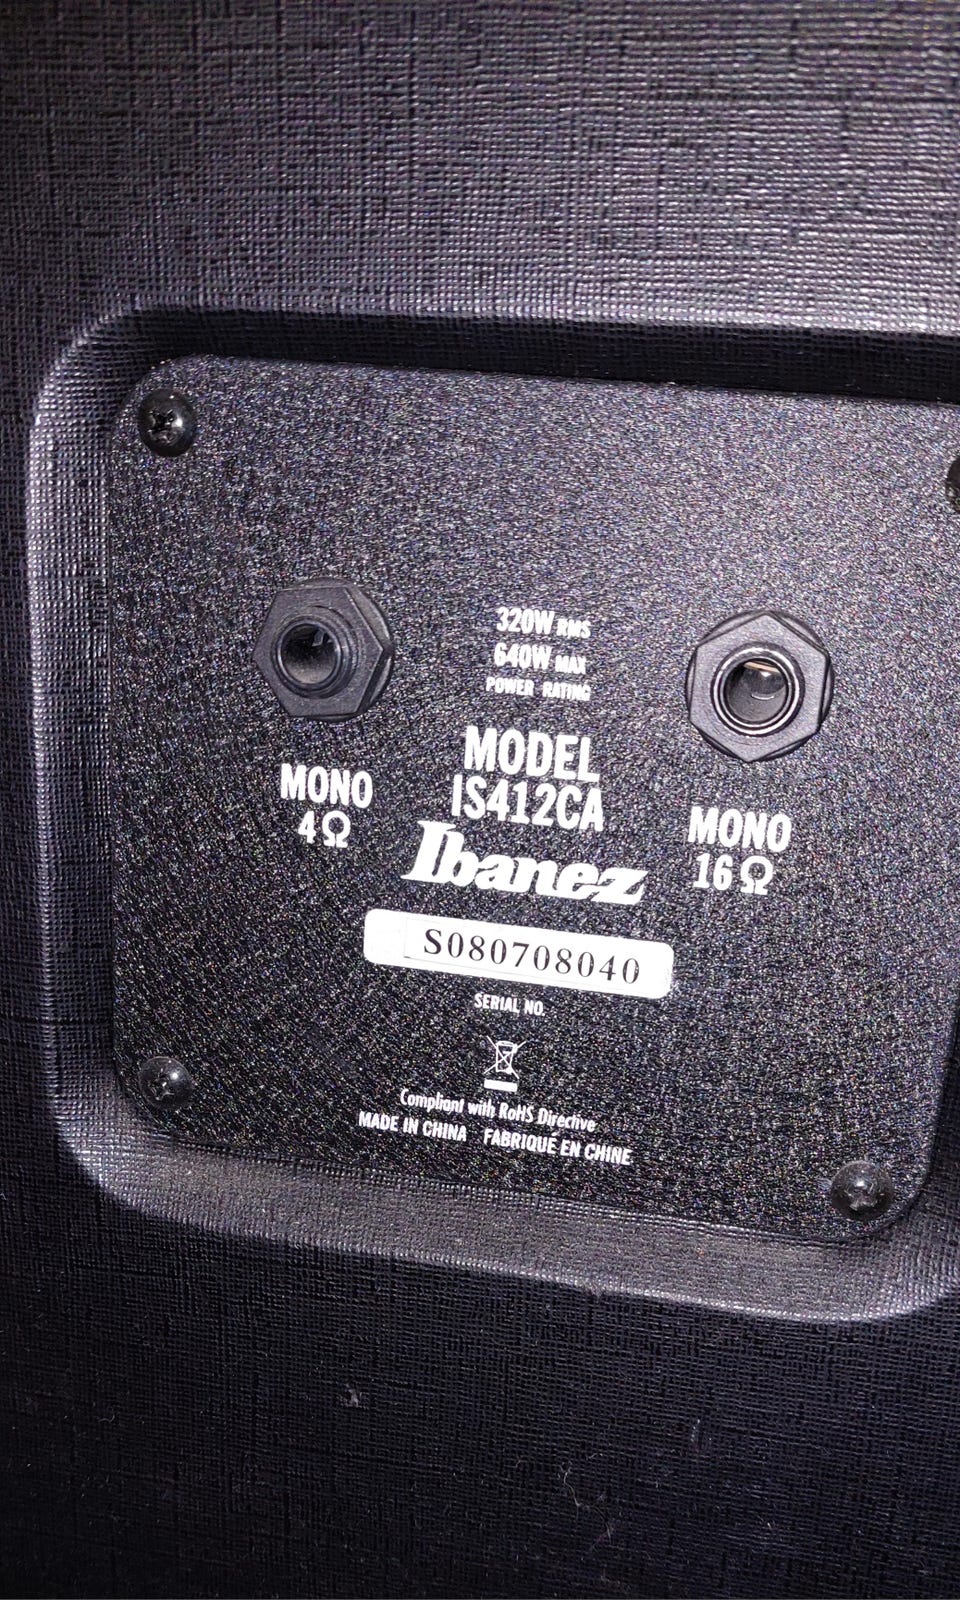 320W RMS
640W MAX
POWER RATING
MODEL
IS412CA
Ibanez
MONO
4Ω
MONO
16Ω
S080708040
SERIAL NO.
Compliant with RoHS Directive
MADE IN CHINA FABRIQUÉ EN CHINE